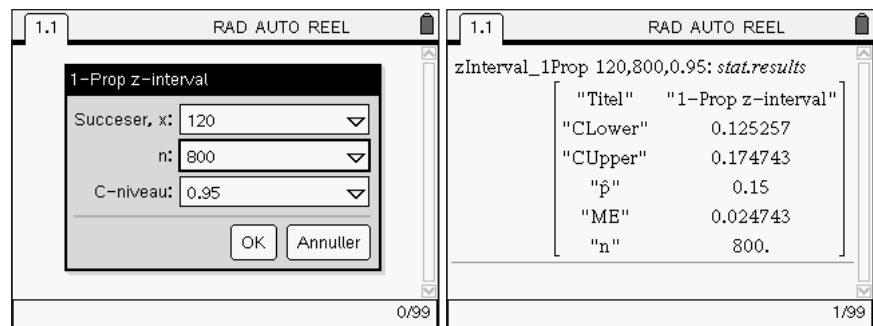 1.1
RAD AUTO REEL
1-Prop z-interval
Succeser, x: 120
n: 800
C-niveau: 0.95
OK Annuller
0/99
1.1
RAD AUTO REEL
zInterval_1Prop 120,800,0.95: stat.results
"Titel" "1-Prop z-interval"
"CLower" 0.125257
"CUpper" 0.174743
"p̂" 0.15
"ME" 0.024743
"n" 800.
1/99